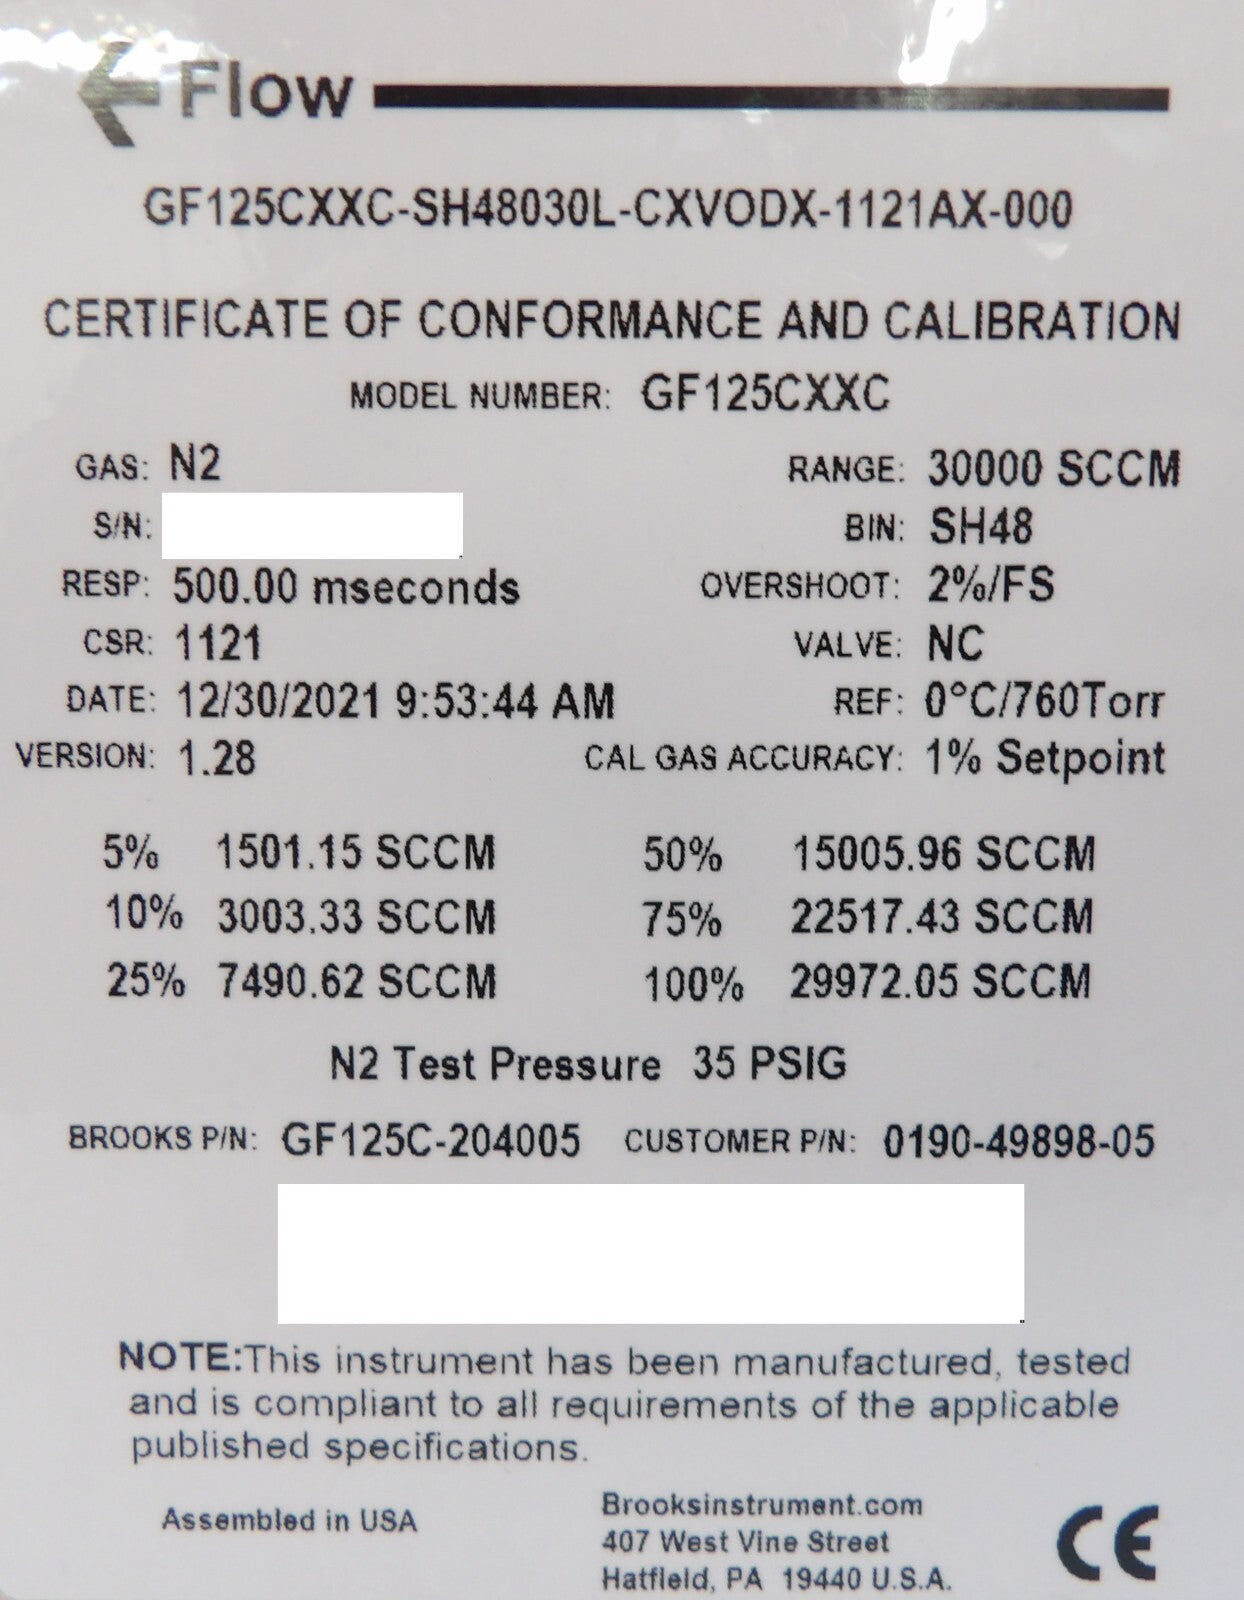 Flow
GF125CXXC-SH48030L-CXVODX-1121AX-000
CERTIFICATE OF CONFORMANCE AND CALIBRATION
MODEL NUMBER: GF125CXXC
GAS: N2 RANGE: 30000 SCCM
S/N: BIN: SH48
RESP: 500.00 mseconds OVERSHOOT: 2%/FS
CSR: 1121 VALVE: NC
DATE: 12/30/2021 9:53:44 AM REF: 0°C/760Torr
VERSION: 1.28 CAL GAS ACCURACY: 1% Setpoint
5% 1501.15 SCCM 50% 15005.96 SCCM
10% 3003.33 SCCM 75% 22517.43 SCCM
25% 7490.62 SCCM 100% 29972.05 SCCM
N2 Test Pressure 35 PSIG
BROOKS P/N: GF125C-204005 CUSTOMER P/N: 0190-49898-05
NOTE:This instrument has been manufactured, tested
and is compliant to all requirements of the applicable
published specifications.
Assembled in USA
Brooksinstrument.com
407 West Vine Street
Hatfield, PA 19440 U.S.A.
CE